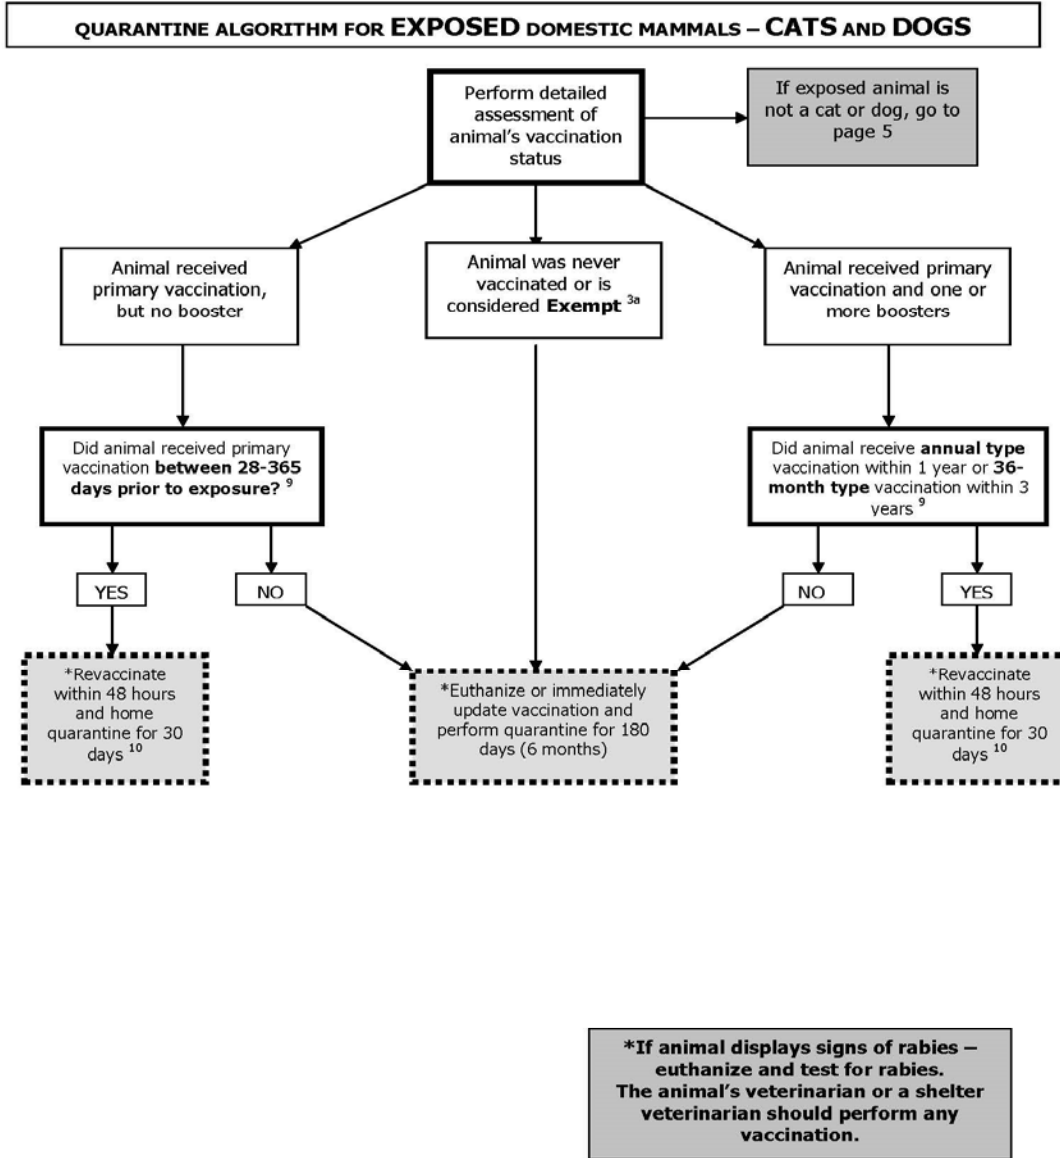 QUARANTINE ALGORITHM FOR EXPOSED DOMESTIC MAMMALS – CATS AND DOGS
Perform detailed
assessment of
animal's vaccination
status
If exposed animal is
not a cat or dog, go to
page 5
Animal received
primary vaccination,
but no booster
Animal was never
vaccinated or is
considered Exempt 3a
Animal received primary
vaccination and one or
more boosters
Did animal received primary
vaccination between 28-365
days prior to exposure? 9
Did animal receive annual type
vaccination within 1 year or 36-
month type vaccination within 3
years 9
YES
NO
NO
YES
*Revaccinate
within 48 hours
and home
quarantine for 30
days 10
*Euthanize or immediately
update vaccination and
perform quarantine for 180
days (6 months)
*Revaccinate
within 48 hours
and home
quarantine for 30
days 10
*If animal displays signs of rabies –
euthanize and test for rabies.
The animal's veterinarian or a shelter
veterinarian should perform any
vaccination.